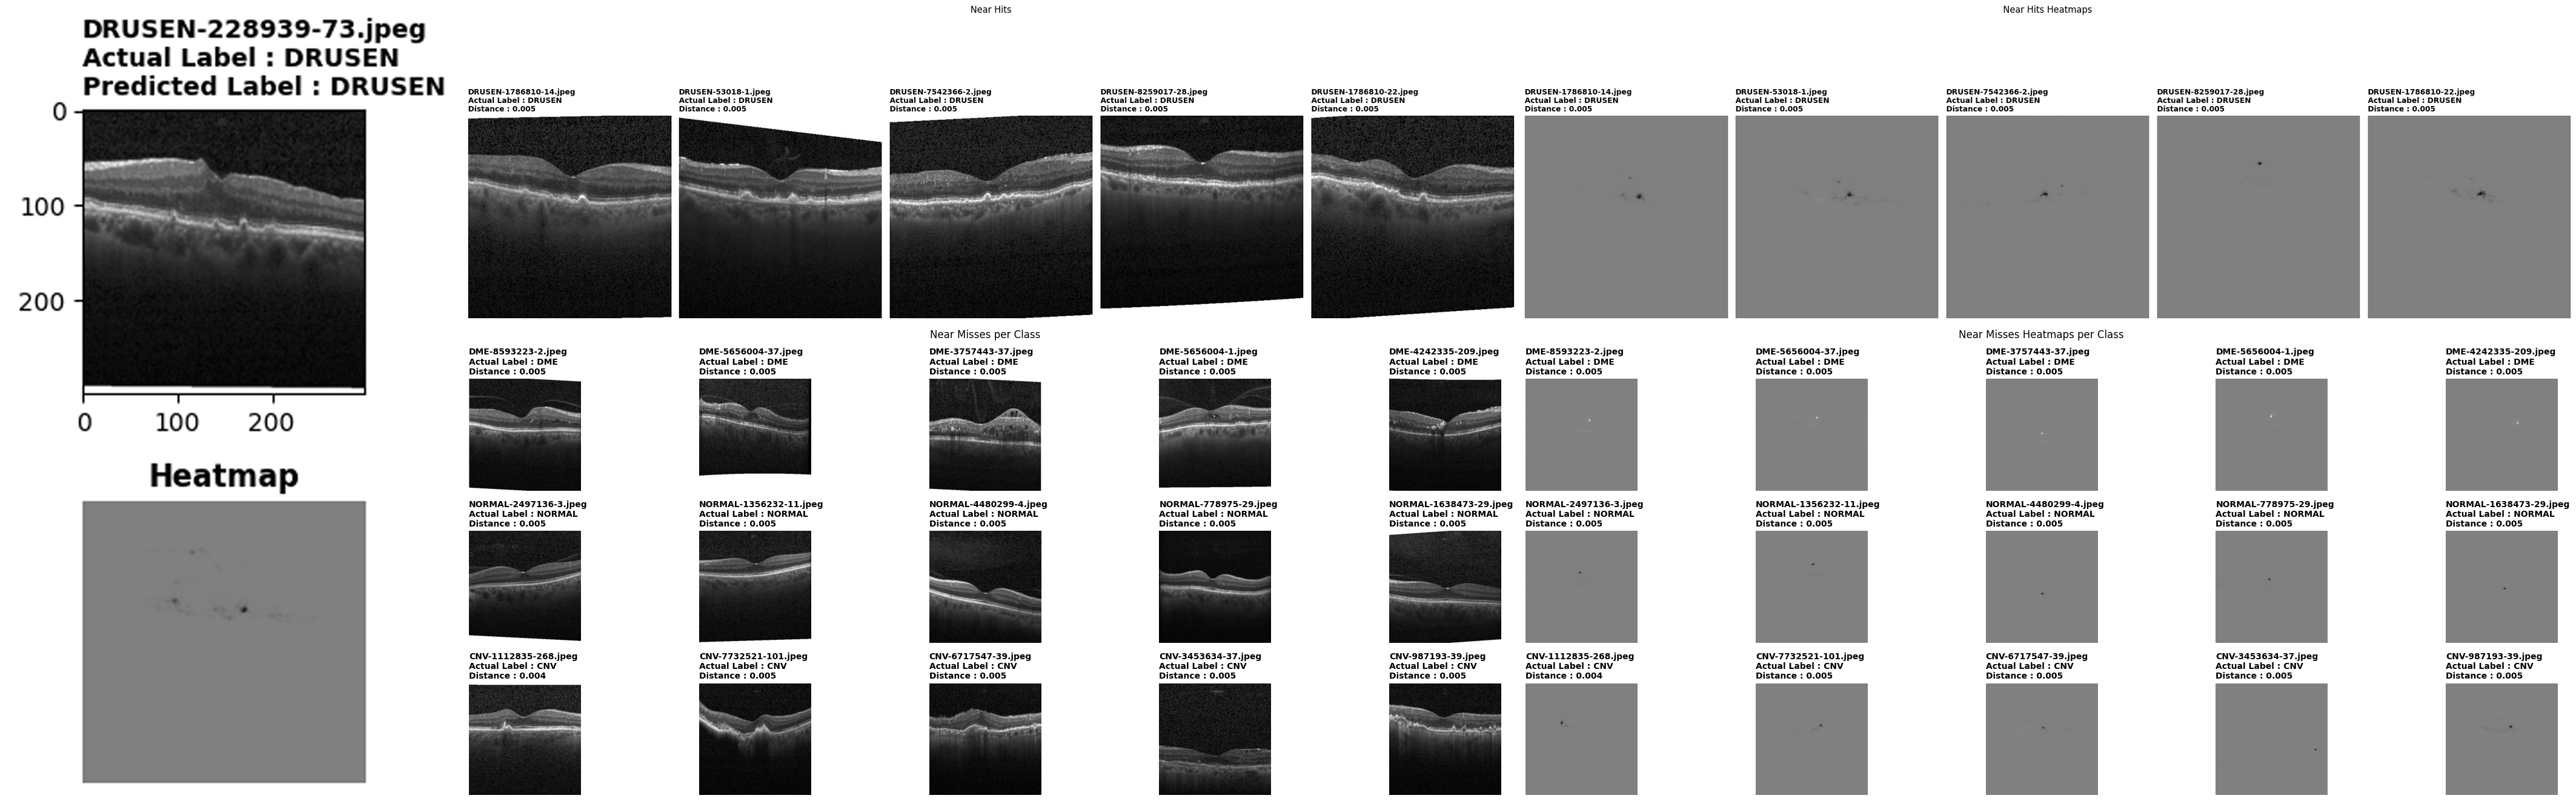 DRUSEN-228939-73.jpeg
Actual Label : DRUSEN
Predicted Label : DRUSEN
0
100
200
0 100 200
Heatmap
Near Hits
DRUSEN-1786810-14.jpeg
Actual Label : DRUSEN
Distance : 0.005
DRUSEN-53018-1.jpeg
Actual Label : DRUSEN
Distance : 0.005
DRUSEN-7542366-2.jpeg
Actual Label : DRUSEN
Distance : 0.005
DRUSEN-8259017-28.jpeg
Actual Label : DRUSEN
Distance : 0.005
DRUSEN-1786810-22.jpeg
Actual Label : DRUSEN
Distance : 0.005
Near Hits Heatmaps
DRUSEN-1786810-14.jpeg
Actual Label : DRUSEN
Distance : 0.005
DRUSEN-53018-1.jpeg
Actual Label : DRUSEN
Distance : 0.005
DRUSEN-7542366-2.jpeg
Actual Label : DRUSEN
Distance : 0.005
DRUSEN-8259017-28.jpeg
Actual Label : DRUSEN
Distance : 0.005
DRUSEN-1786810-22.jpeg
Actual Label : DRUSEN
Distance : 0.005
Near Misses per Class
DME-8593223-2.jpeg
Actual Label : DME
Distance : 0.005
DME-5656004-37.jpeg
Actual Label : DME
Distance : 0.005
DME-3757443-37.jpeg
Actual Label : DME
Distance : 0.005
DME-5656004-1.jpeg
Actual Label : DME
Distance : 0.005
DME-4242335-209.jpeg
Actual Label : DME
Distance : 0.005
NORMAL-2497136-3.jpeg
Actual Label : NORMAL
Distance : 0.005
NORMAL-1356232-11.jpeg
Actual Label : NORMAL
Distance : 0.005
NORMAL-4480299-4.jpeg
Actual Label : NORMAL
Distance : 0.005
NORMAL-778975-29.jpeg
Actual Label : NORMAL
Distance : 0.005
NORMAL-1638473-29.jpeg
Actual Label : NORMAL
Distance : 0.005
CNV-1112835-268.jpeg
Actual Label : CNV
Distance : 0.004
CNV-7732521-101.jpeg
Actual Label : CNV
Distance : 0.005
CNV-6717547-39.jpeg
Actual Label : CNV
Distance : 0.005
CNV-3453634-37.jpeg
Actual Label : CNV
Distance : 0.005
CNV-987193-39.jpeg
Actual Label : CNV
Distance : 0.005
Near Misses Heatmaps per Class
DME-8593223-2.jpeg
Actual Label : DME
Distance : 0.005
DME-5656004-37.jpeg
Actual Label : DME
Distance : 0.005
DME-3757443-37.jpeg
Actual Label : DME
Distance : 0.005
DME-5656004-1.jpeg
Actual Label : DME
Distance : 0.005
DME-4242335-209.jpeg
Actual Label : DME
Distance : 0.005
NORMAL-2497136-3.jpeg
Actual Label : NORMAL
Distance : 0.005
NORMAL-1356232-11.jpeg
Actual Label : NORMAL
Distance : 0.005
NORMAL-4480299-4.jpeg
Actual Label : NORMAL
Distance : 0.005
NORMAL-778975-29.jpeg
Actual Label : NORMAL
Distance : 0.005
NORMAL-1638473-29.jpeg
Actual Label : NORMAL
Distance : 0.005
CNV-1112835-268.jpeg
Actual Label : CNV
Distance : 0.004
CNV-7732521-101.jpeg
Actual Label : CNV
Distance : 0.005
CNV-6717547-39.jpeg
Actual Label : CNV
Distance : 0.005
CNV-3453634-37.jpeg
Actual Label : CNV
Distance : 0.005
CNV-987193-39.jpeg
Actual Label : CNV
Distance : 0.005